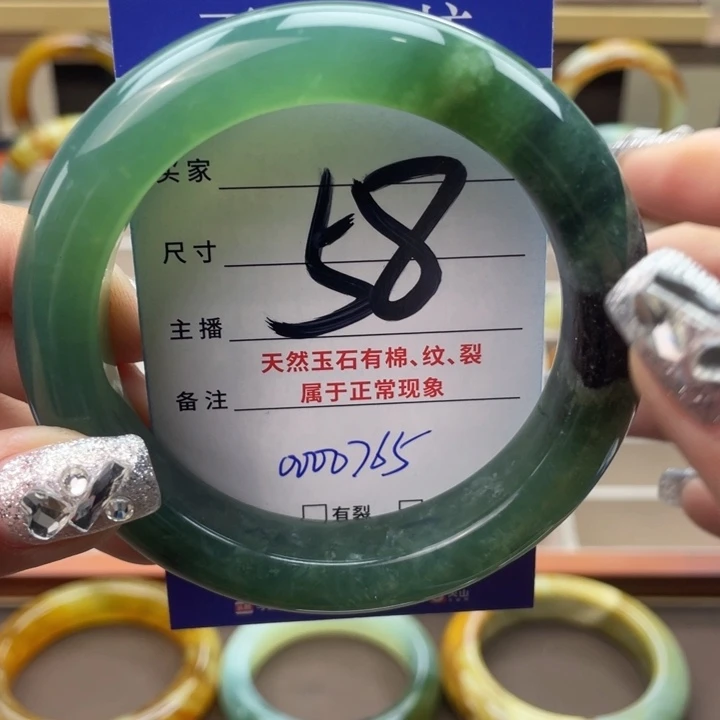 买家
58
尺寸
主播
天然玉石有棉、纹、裂
属于正常现象
备注
0000765
有裂